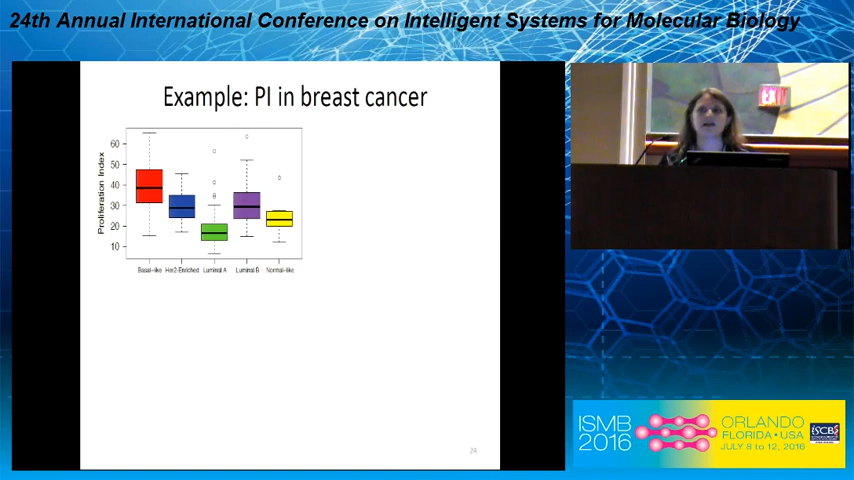 24th Annual International Conference on Intelligent Systems for Molecular Biology
Example: PI in breast cancer
Proliferation Index
60
50
40
30
20
10
Basal-like Her2-Enriched Luminal A Luminal B Normal-like
24
ISMB
2016
ORLANDO
FLORIDA • USA
JULY 8 to 12, 2016
ISCB